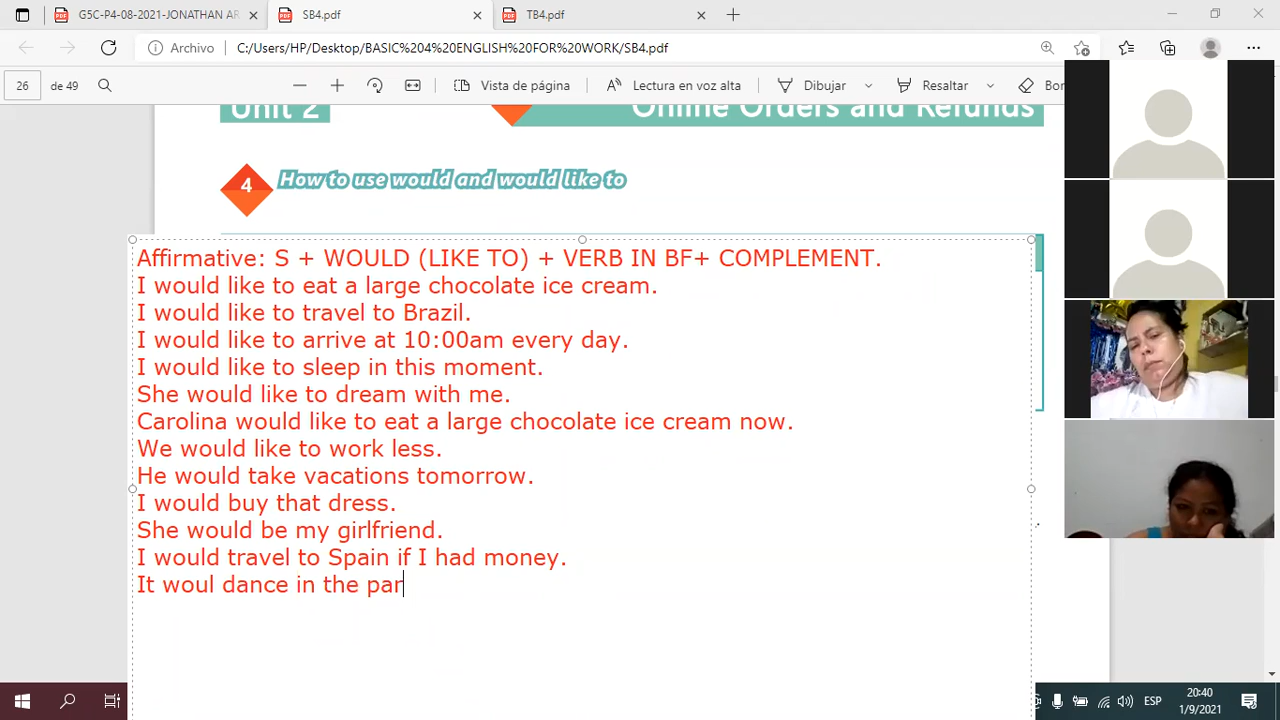 G5C-P4-08-2021-JONATHAN AR
SB4.pdf
TB4.pdf
Archivo
C:/Users/HP/Desktop/BASIC%204%20ENGLISH%20FOR%20WORK/SB4.pdf
26
de 49
Vista de página
Lectura en voz alta
Dibujar
Resaltar
Bor
Unit 2
Online Orders and Refunds
4
How to use would and would like to
Affirmative: S + WOULD (LIKE TO) + VERB IN BF+ COMPLEMENT.
I would like to eat a large chocolate ice cream.
I would like to travel to Brazil.
I would like to arrive at 10:00am every day.
I would like to sleep in this moment.
She would like to dream with me.
Carolina would like to eat a large chocolate ice cream now.
We would like to work less.
He would take vacations tomorrow.
I would buy that dress.
She would be my girlfriend.
I would travel to Spain if I had money.
It woul dance in the par
ESP
20:40
1/9/2021